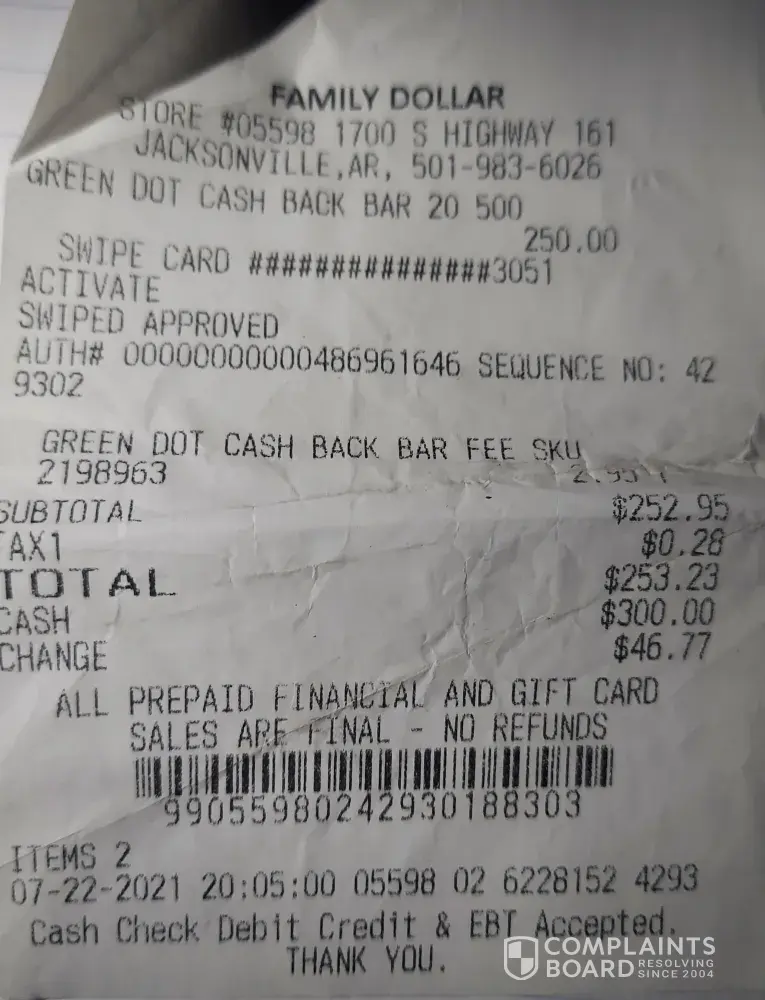 FAMILY DOLLAR
STORE #05598 1700 S HIGHWAY 161
JACKSONVILLE,AR, 501-983-6026
GREEN DOT CASH BACK BAR 20 500
250.00
SWIPE CARD ###############3051
ACTIVATE
SWIPED APPROVED
AUTH# 00000000000486961646 SEQUENCE NO: 42
9302
GREEN DOT CASH BACK BAR FEE SKU
2198963 2.95 T
SUBTOTAL $252.95
TAX1 $0.28
TOTAL $253.23
CASH $300.00
CHANGE $46.77
ALL PREPAID FINANCIAL AND GIFT CARD
SALES ARE FINAL - NO REFUNDS
99055980242930188303
ITEMS 2
07-22-2021 20:05:00 05598 02 6228152 4293
Cash Check Debit Credit & EBT Accepted.
THANK YOU.
COMPLAINTS
BOARD RESOLVING SINCE 2004